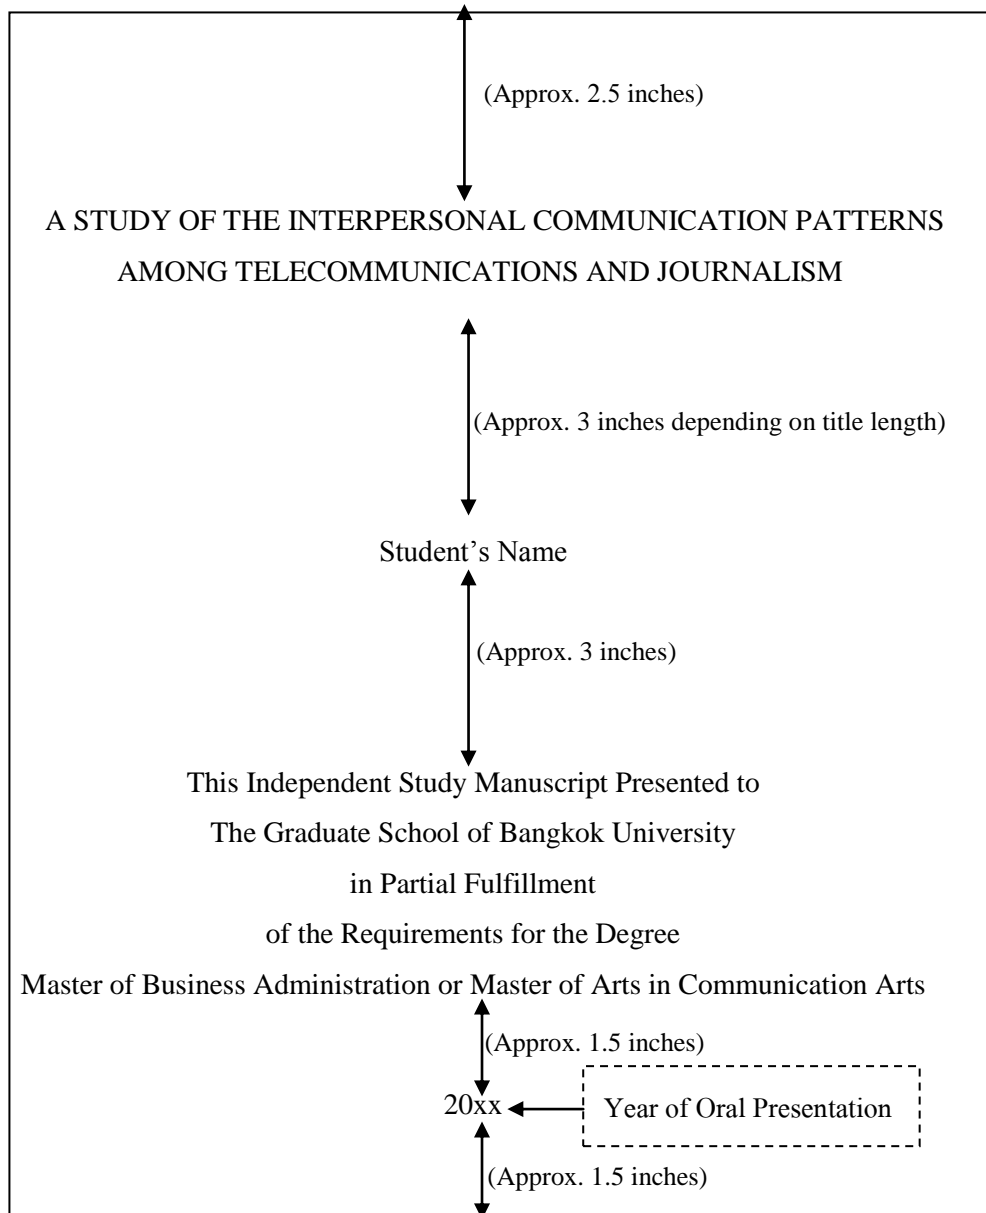 (Approx. 2.5 inches)
A STUDY OF THE INTERPERSONAL COMMUNICATION PATTERNS
AMONG TELECOMMUNICATIONS AND JOURNALISM
(Approx. 3 inches depending on title length)
Student’s Name
(Approx. 3 inches)
This Independent Study Manuscript Presented to
The Graduate School of Bangkok University
in Partial Fulfillment
of the Requirements for the Degree
Master of Business Administration or Master of Arts in Communication Arts
(Approx. 1.5 inches)
20xx
Year of Oral Presentation
(Approx. 1.5 inches)